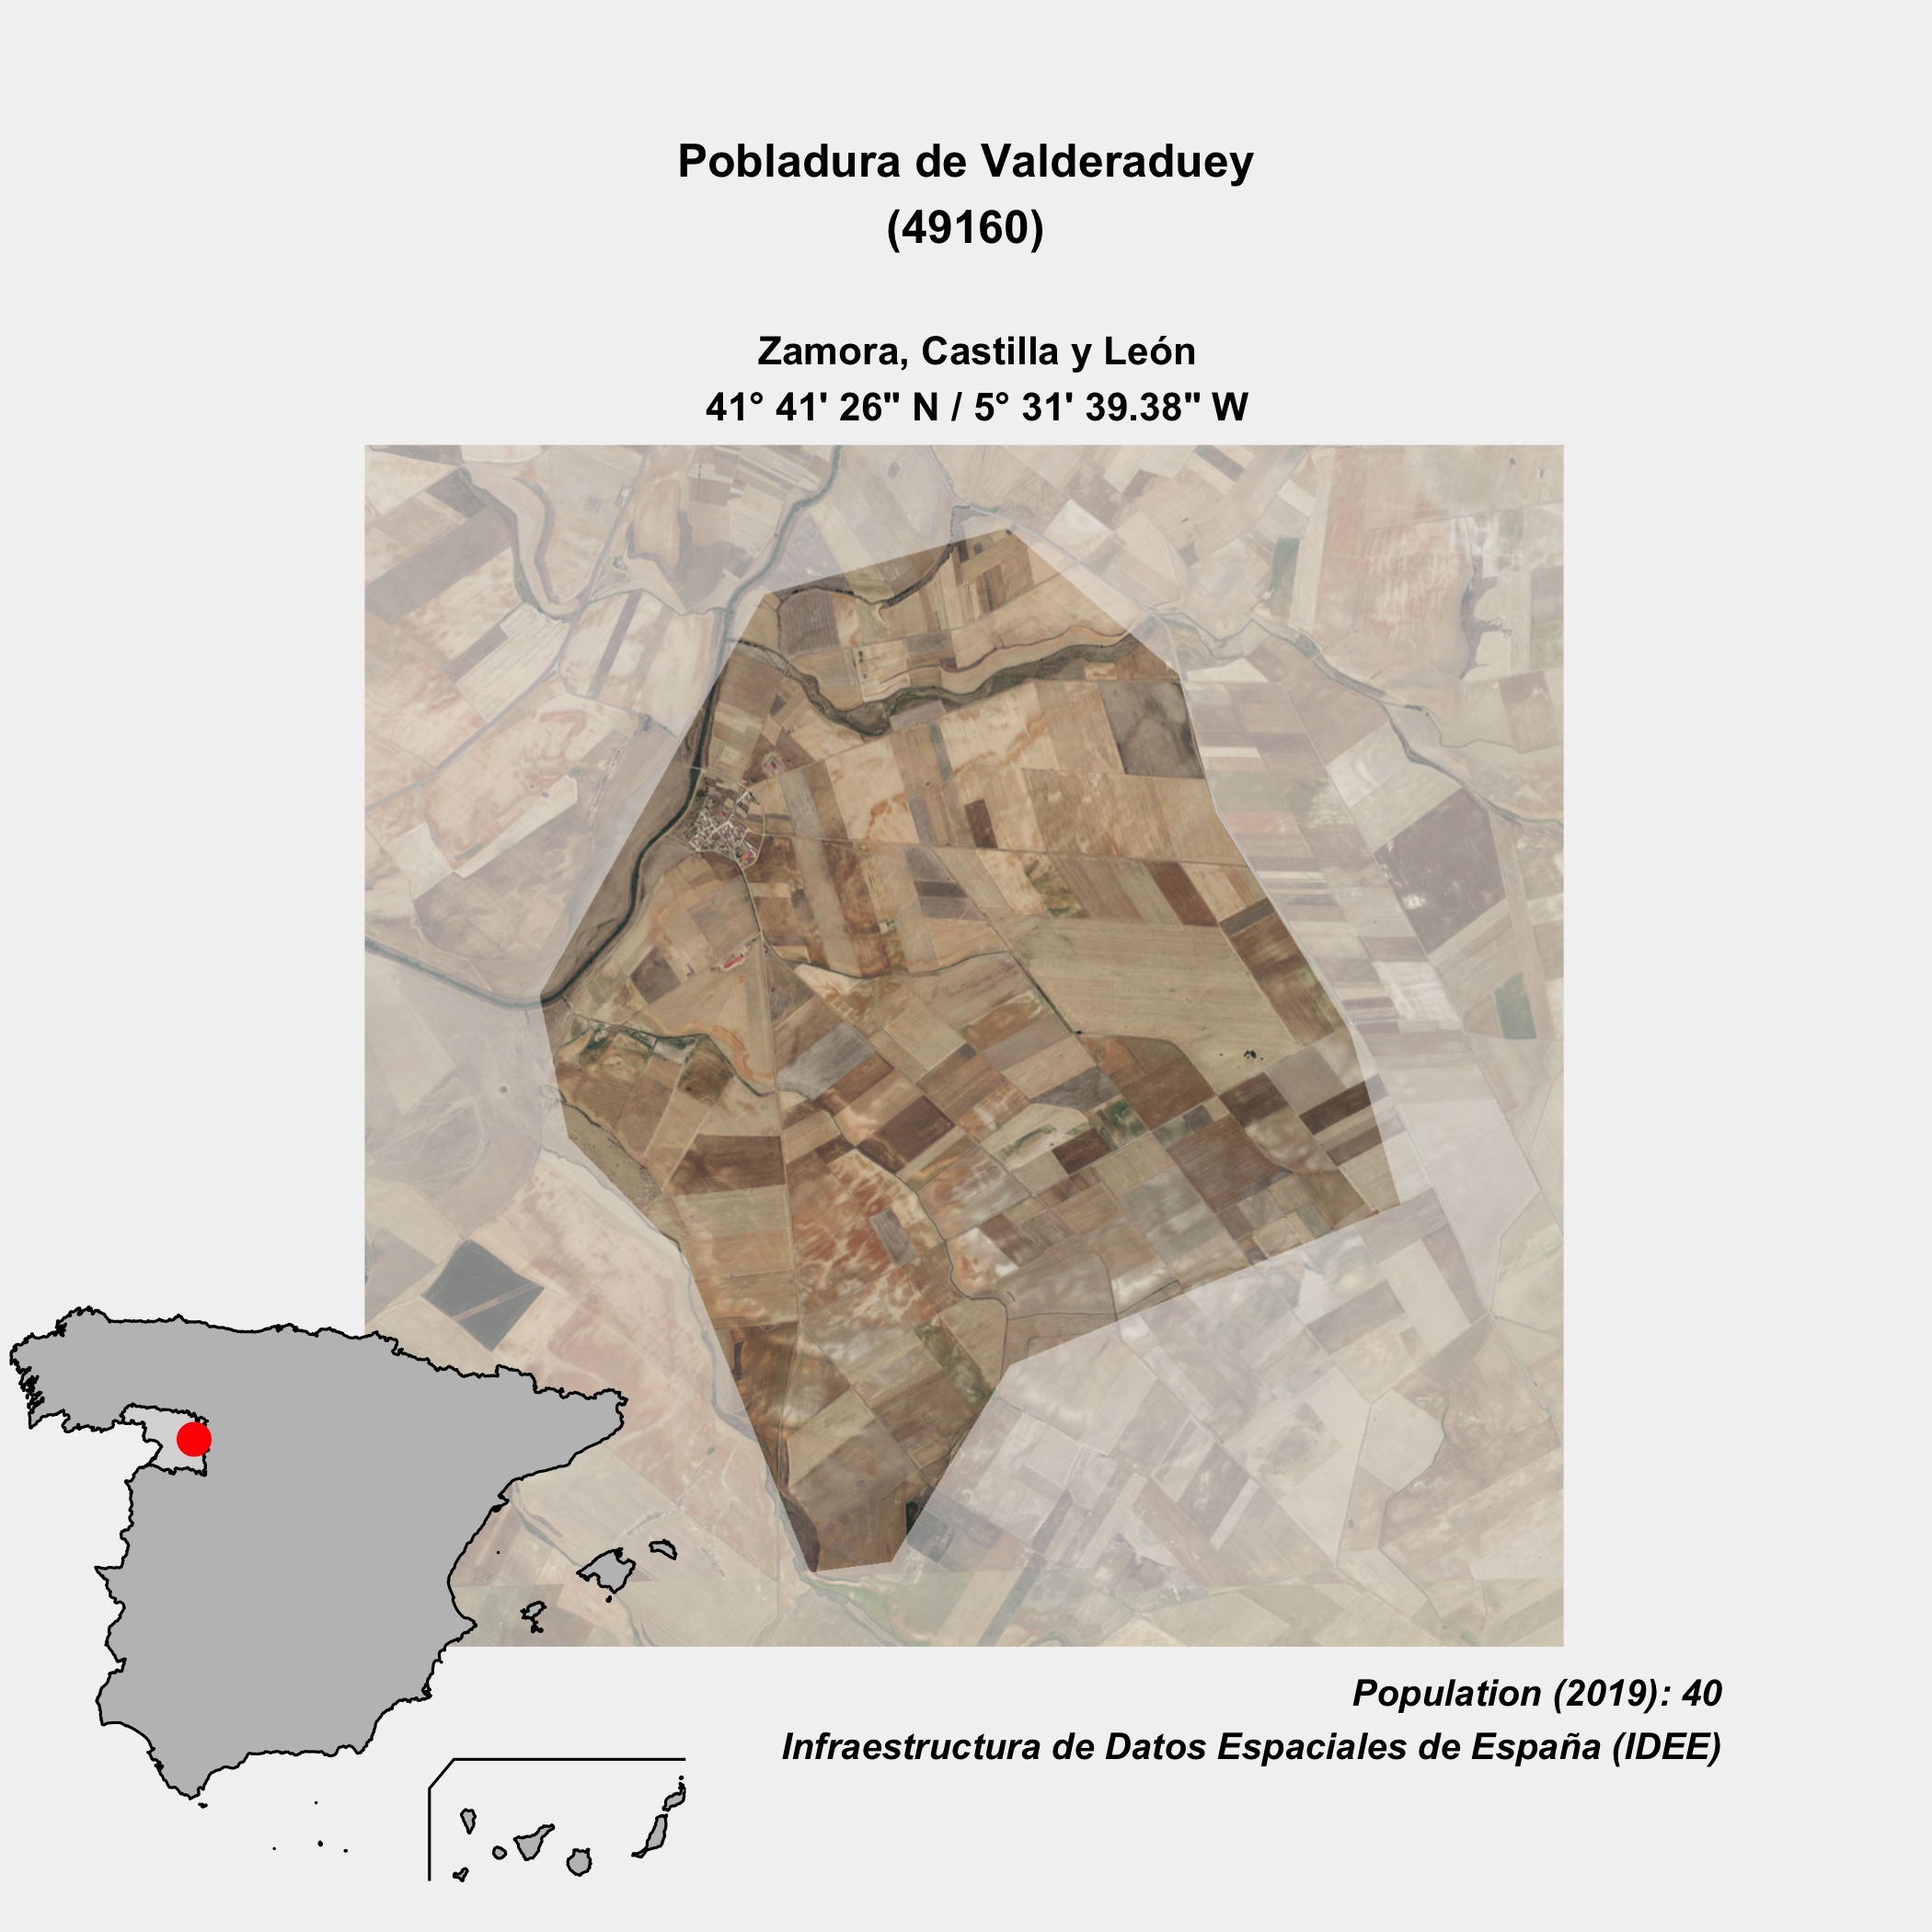 Pobladura de Valderaduey
(49160)
Zamora, Castilla y León
41° 41' 26" N / 5° 31' 39.38" W
Population (2019): 40
Infraestructura de Datos Espaciales de España (IDEE)